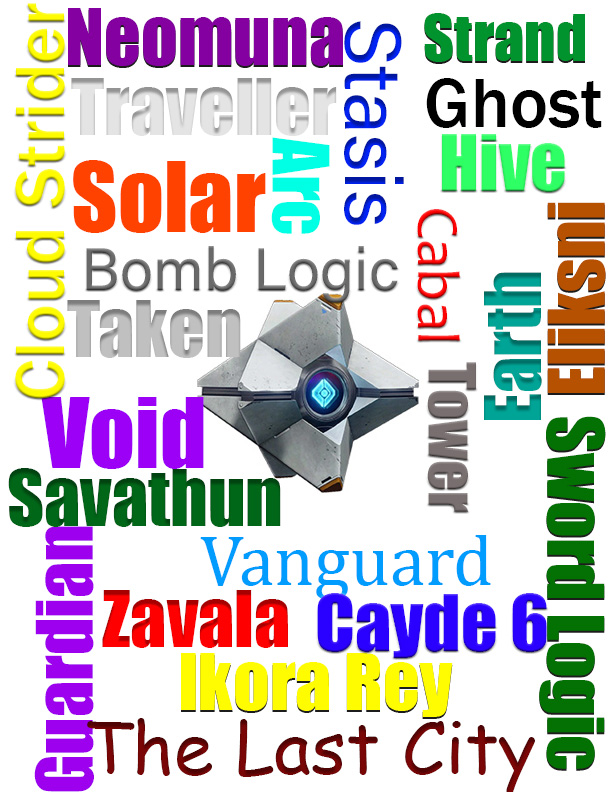 Cloud Strider
Neomuna
Stasis
Strand
Traveller
Ghost
Arc
Hive
Solar
Cabal
Eliksni
Bomb Logic
Earth
Taken
Tower
Void
Sword Logic
Savathun
Guardian
Vanguard
Zavala
Cayde 6
Ikora Rey
The Last City